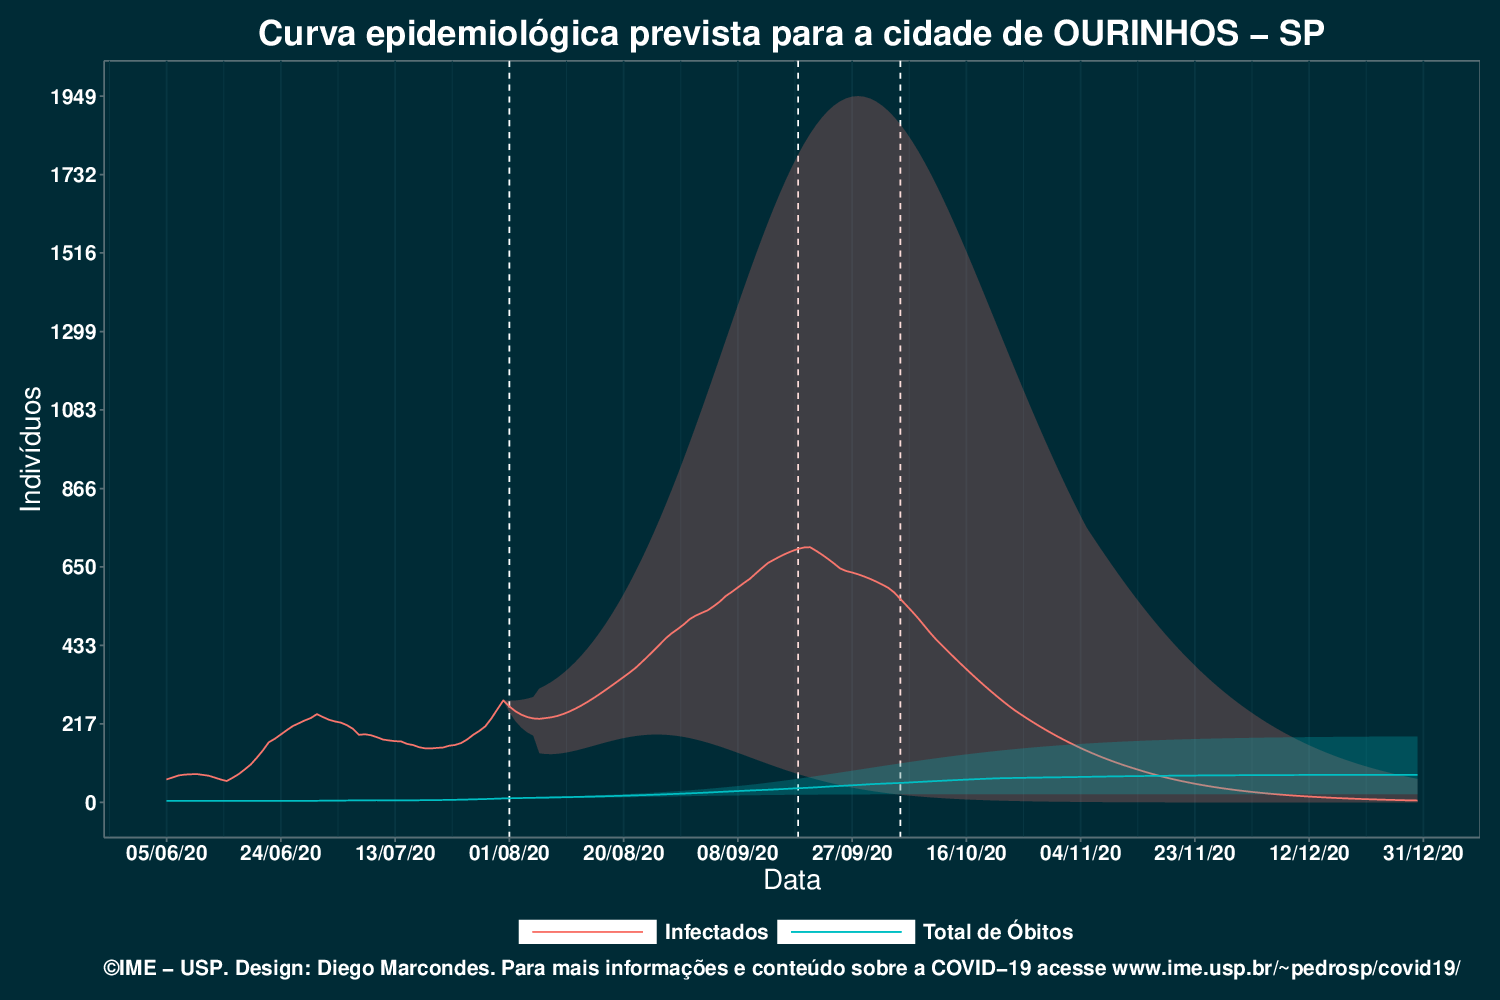 Curva epidemiológica prevista para a cidade de OURINHOS – SP
1949
1732
1516
1299
1083
866
650
433
217
0
Indivíduos
05/06/20 24/06/20 13/07/20 01/08/20 20/08/20 08/09/20 27/09/20 16/10/20 04/11/20 23/11/20 12/12/20 31/12/20
Data
Infectados Total de Óbitos
©IME – USP. Design: Diego Marcondes. Para mais informações e conteúdo sobre a COVID–19 acesse www.ime.usp.br/~pedrosp/covid19/